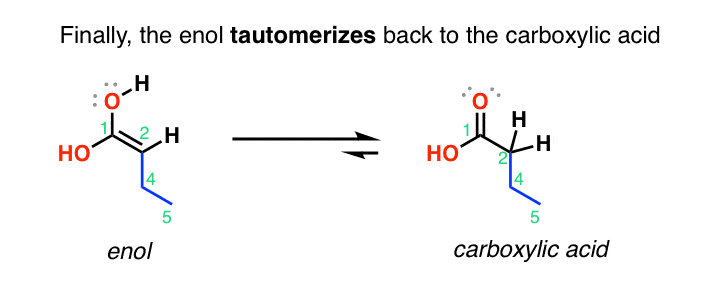 Finally, the enol tautomerizes back to the carboxylic acid
H
O
1
2
H
HO
4
5
enol
O
H
1
H
HO
2
4
5
carboxylic acid